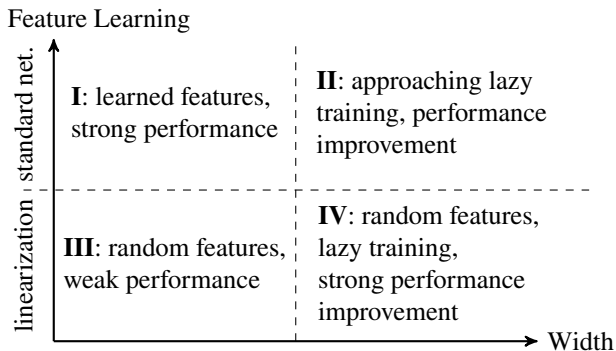 Feature Learning
standard net.
I: learned features,
strong performance
II: approaching lazy
training, performance
improvement
linearization
III: random features,
weak performance
IV: random features,
lazy training,
strong performance
improvement
Width